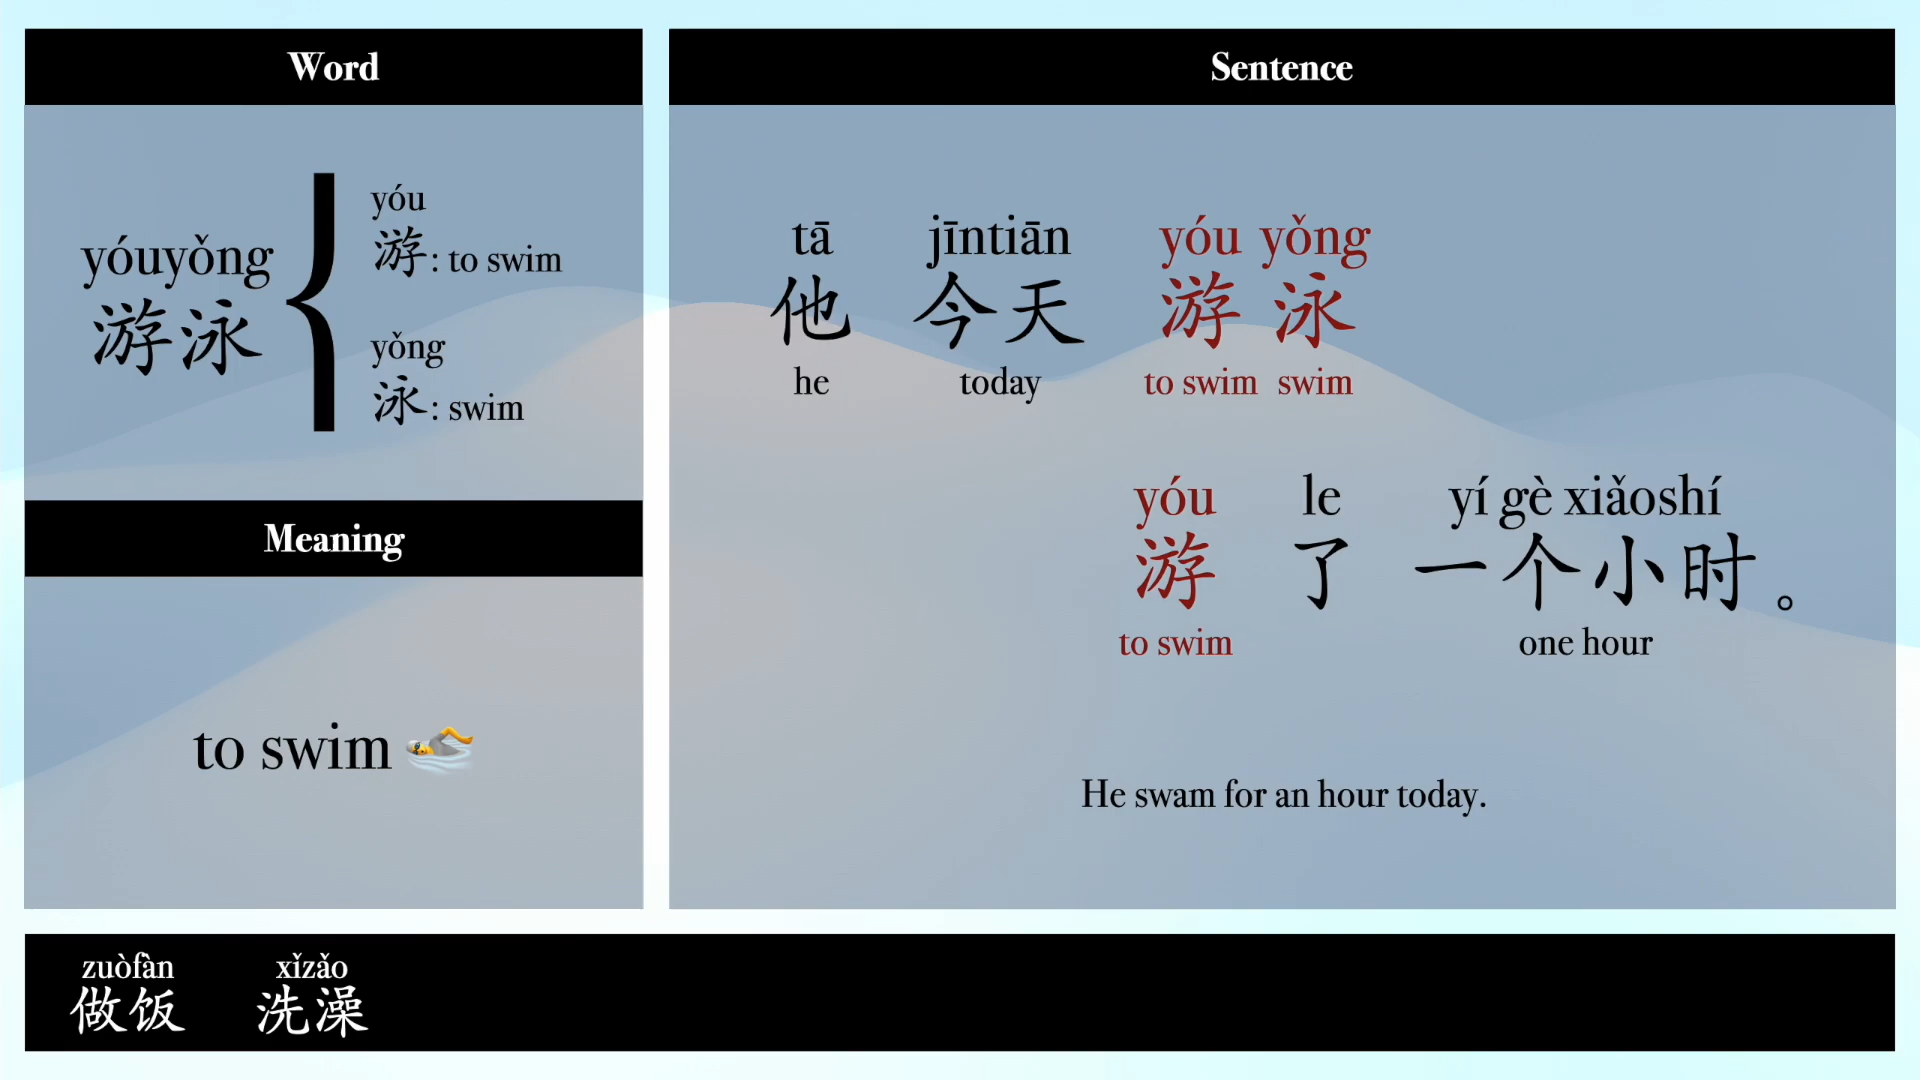 Word
yóuyǒng
游泳
yóu
游: to swim
yǒng
泳: swim
Meaning
to swim
Sentence
tā jīntiān yóu yǒng
他 今天 游 泳
he today to swim swim
yóu le yí gè xiǎoshí
游 了 一个小时。
to swim one hour
He swam for an hour today.
zuòfàn xǐzǎo
做饭 洗澡